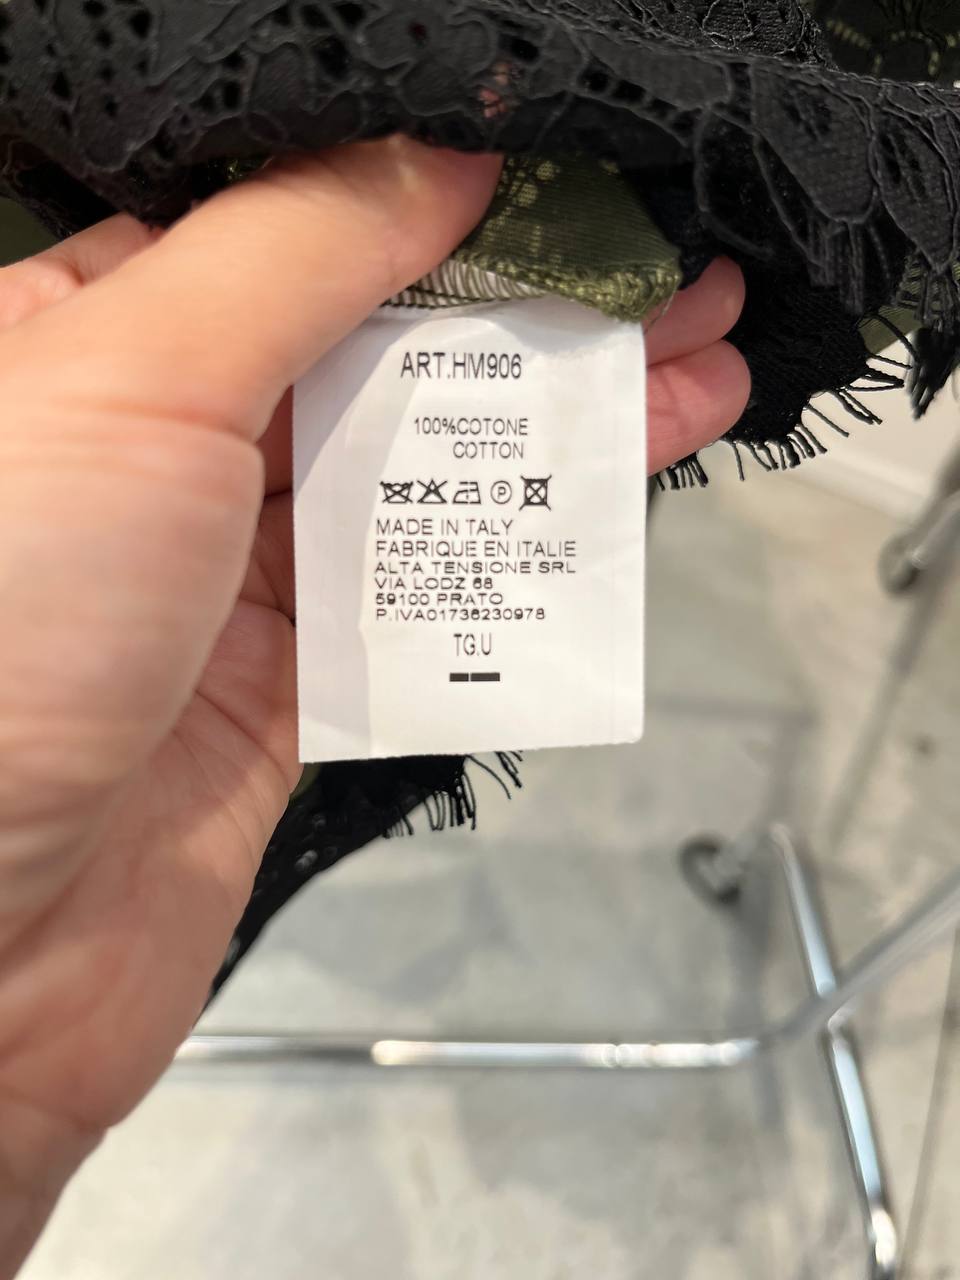 ART.HM906
100%COTONE
COTTON
P
MADE IN TALY
FABRIQUE EN ITALIE
ALTA TENSIONE SRL
VIA LODZ 68
59100 PRATO
P.IVA01736230978
TG.U